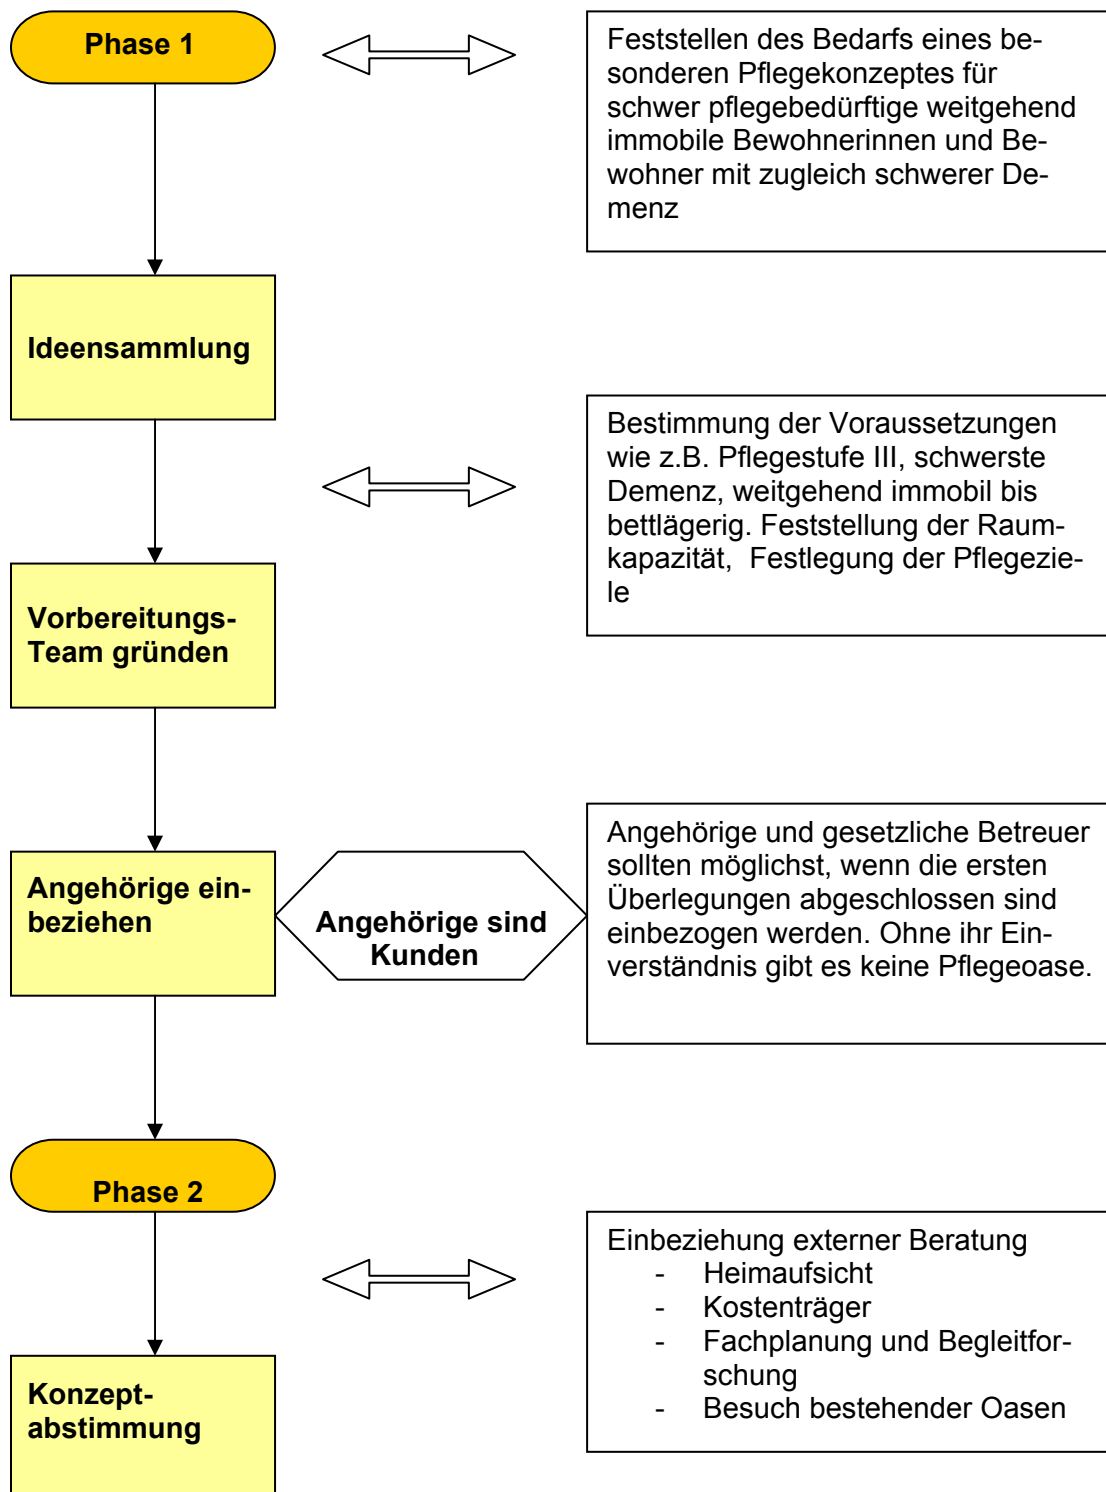 Phase 1
Feststellen des Bedarfs eines be-
sonderen Pflegekonzeptes für
schwer pflegebedürftige weitgehend
immobile Bewohnerinnen und Be-
wohner mit zugleich schwerer De-
menz
Ideensammlung
Bestimmung der Voraussetzungen
wie z.B. Pflegestufe III, schwerste
Demenz, weitgehend immobil bis
bettlägerig. Feststellung der Raum-
kapazität,  Festlegung der Pflegezie-
le
Vorbereitungs-
Team gründen
Angehörige ein-
beziehen
Angehörige sind
Kunden
Angehörige und gesetzliche Betreuer
sollten möglichst, wenn die ersten
Überlegungen abgeschlossen sind
einbezogen werden. Ohne ihr Ein-
verständnis gibt es keine Pflegeoase.
Phase 2
Einbeziehung externer Beratung
- Heimaufsicht
- Kostenträger
- Fachplanung und Begleitfor-
schung
- Besuch bestehender Oasen
Konzept-
abstimmung